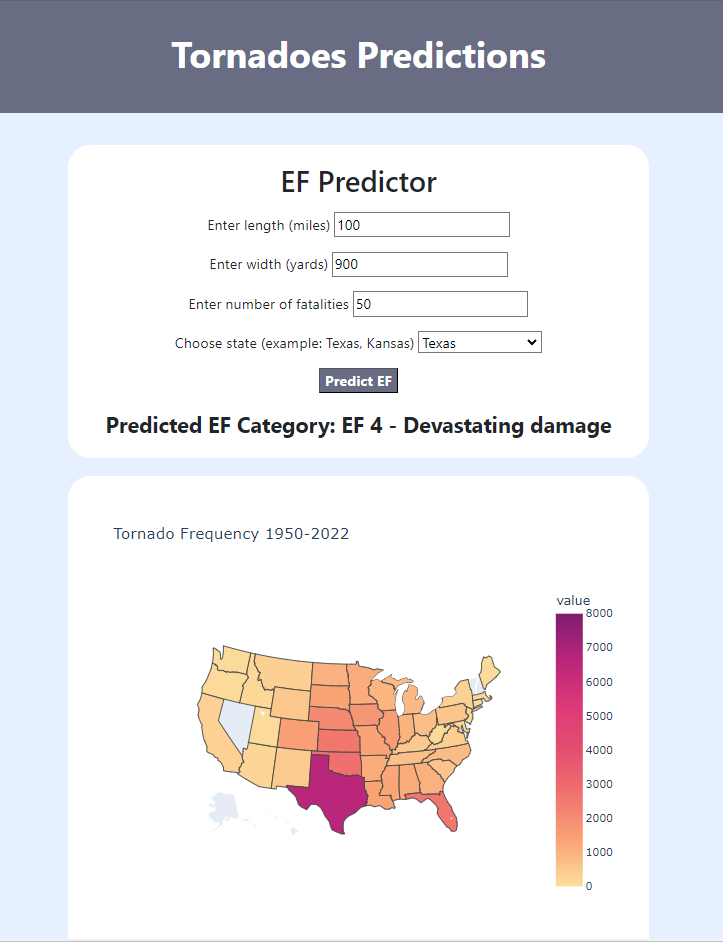 Tornadoes Predictions
EF Predictor
Enter length (miles) 100
Enter width (yards) 900
Enter number of fatalities 50
Choose state (example: Texas, Kansas) Texas
Predict EF
Predicted EF Category: EF 4 - Devastating damage
Tornado Frequency 1950-2022
value
8000
7000
6000
5000
4000
3000
2000
1000
0